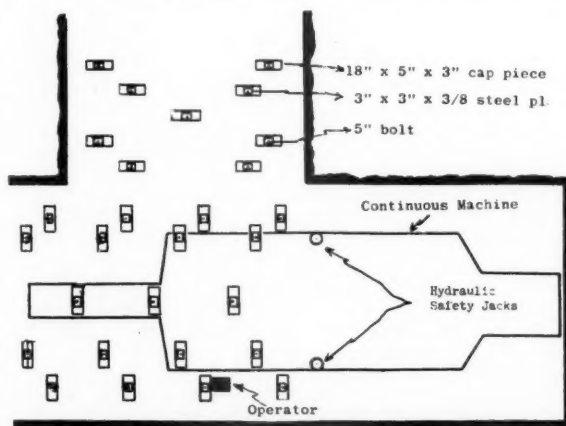 18" x 5" x 3" cap piece
3" x 3" x 3/8 steel pl.
5" bolt
Continuous Machine
Hydraulic
Safety Jacks
Operator